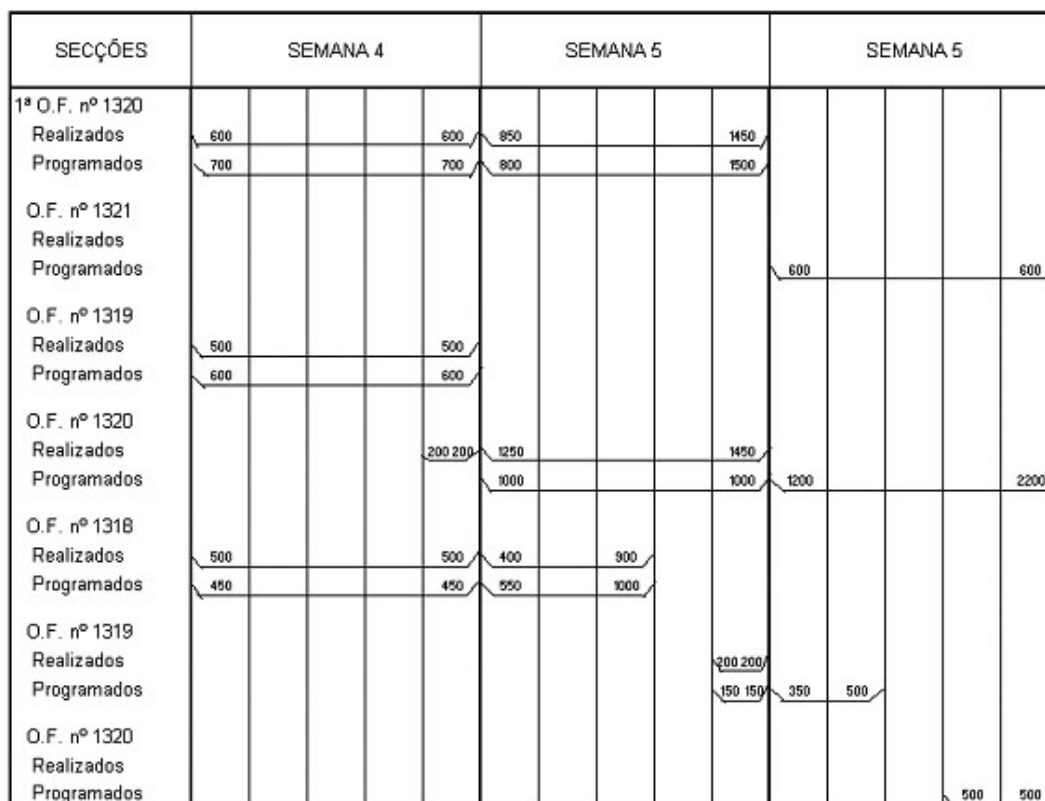 SECÇÕES SEMANA 4 SEMANA 5 SEMANA 5
1ª O.F. nº 1320
Realizados 600 600 850 1450
Programados 700 700 800 1500
O.F. nº 1321
Realizados
Programados 600 600
O.F. nº 1319
Realizados 500 500
Programados 600 600
O.F. nº 1320
Realizados 200 200 1250 1450
Programados 1000 1000 1200 2200
O.F. nº 1318
Realizados 500 500 400 900
Programados 450 450 550 1000
O.F. nº 1319
Realizados 200 200
Programados 150 150 350 500
O.F. nº 1320
Realizados
Programados 500 500